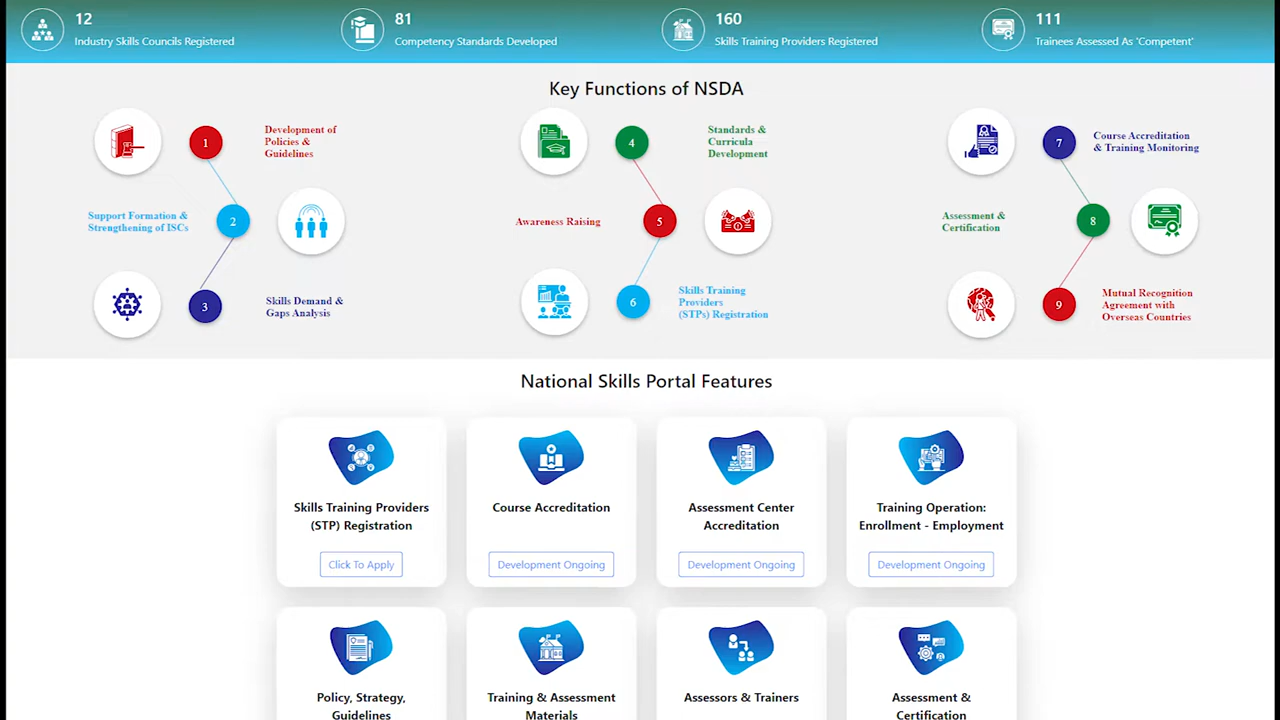 12
Industry Skills Councils Registered
81
Competency Standards Developed
160
Skills Training Providers Registered
111
Trainees Assessed As 'Competent'
Key Functions of NSDA
1
Development of
Policies &
Guidelines
Support Formation &
Strengthening of ISCs
2
3
Skills Demand &
Gaps Analysis
4
Standards &
Curricula
Development
Awareness Raising
5
6
Skills Training
Providers
(STPs) Registration
7
Course Accreditation
& Training Monitoring
Assessment &
Certification
8
9
Mutual Recognition
Agreement with
Overseas Countries
National Skills Portal Features
Skills Training Providers
(STP) Registration
Click To Apply
Course Accreditation
Development Ongoing
Assessment Center
Accreditation
Development Ongoing
Training Operation:
Enrollment - Employment
Development Ongoing
Policy, Strategy,
Guidelines
Training & Assessment
Materials
Assessors & Trainers
Assessment &
Certification